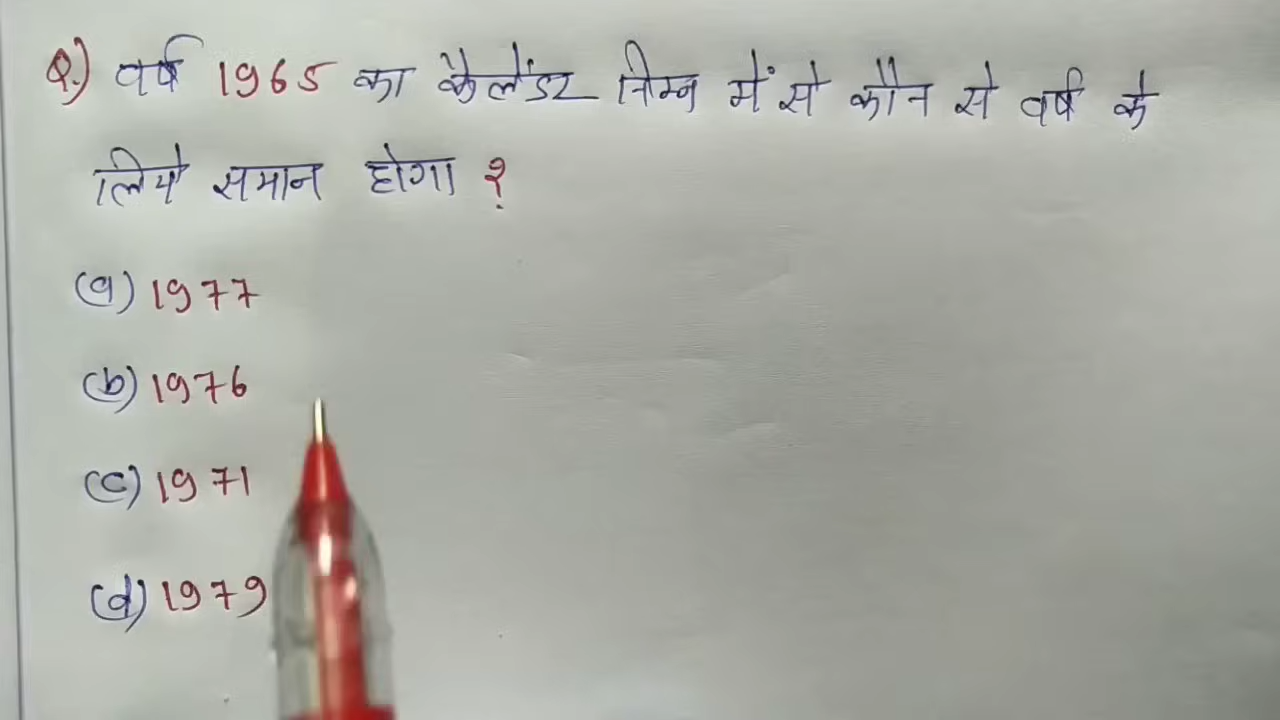 Q.) वर्ष 1965 का कैलेंडर निम्न में से कौन से वर्ष के
लिये समान होगा ?
(a) 1977
(b) 1976
(c) 1971
(d) 1979